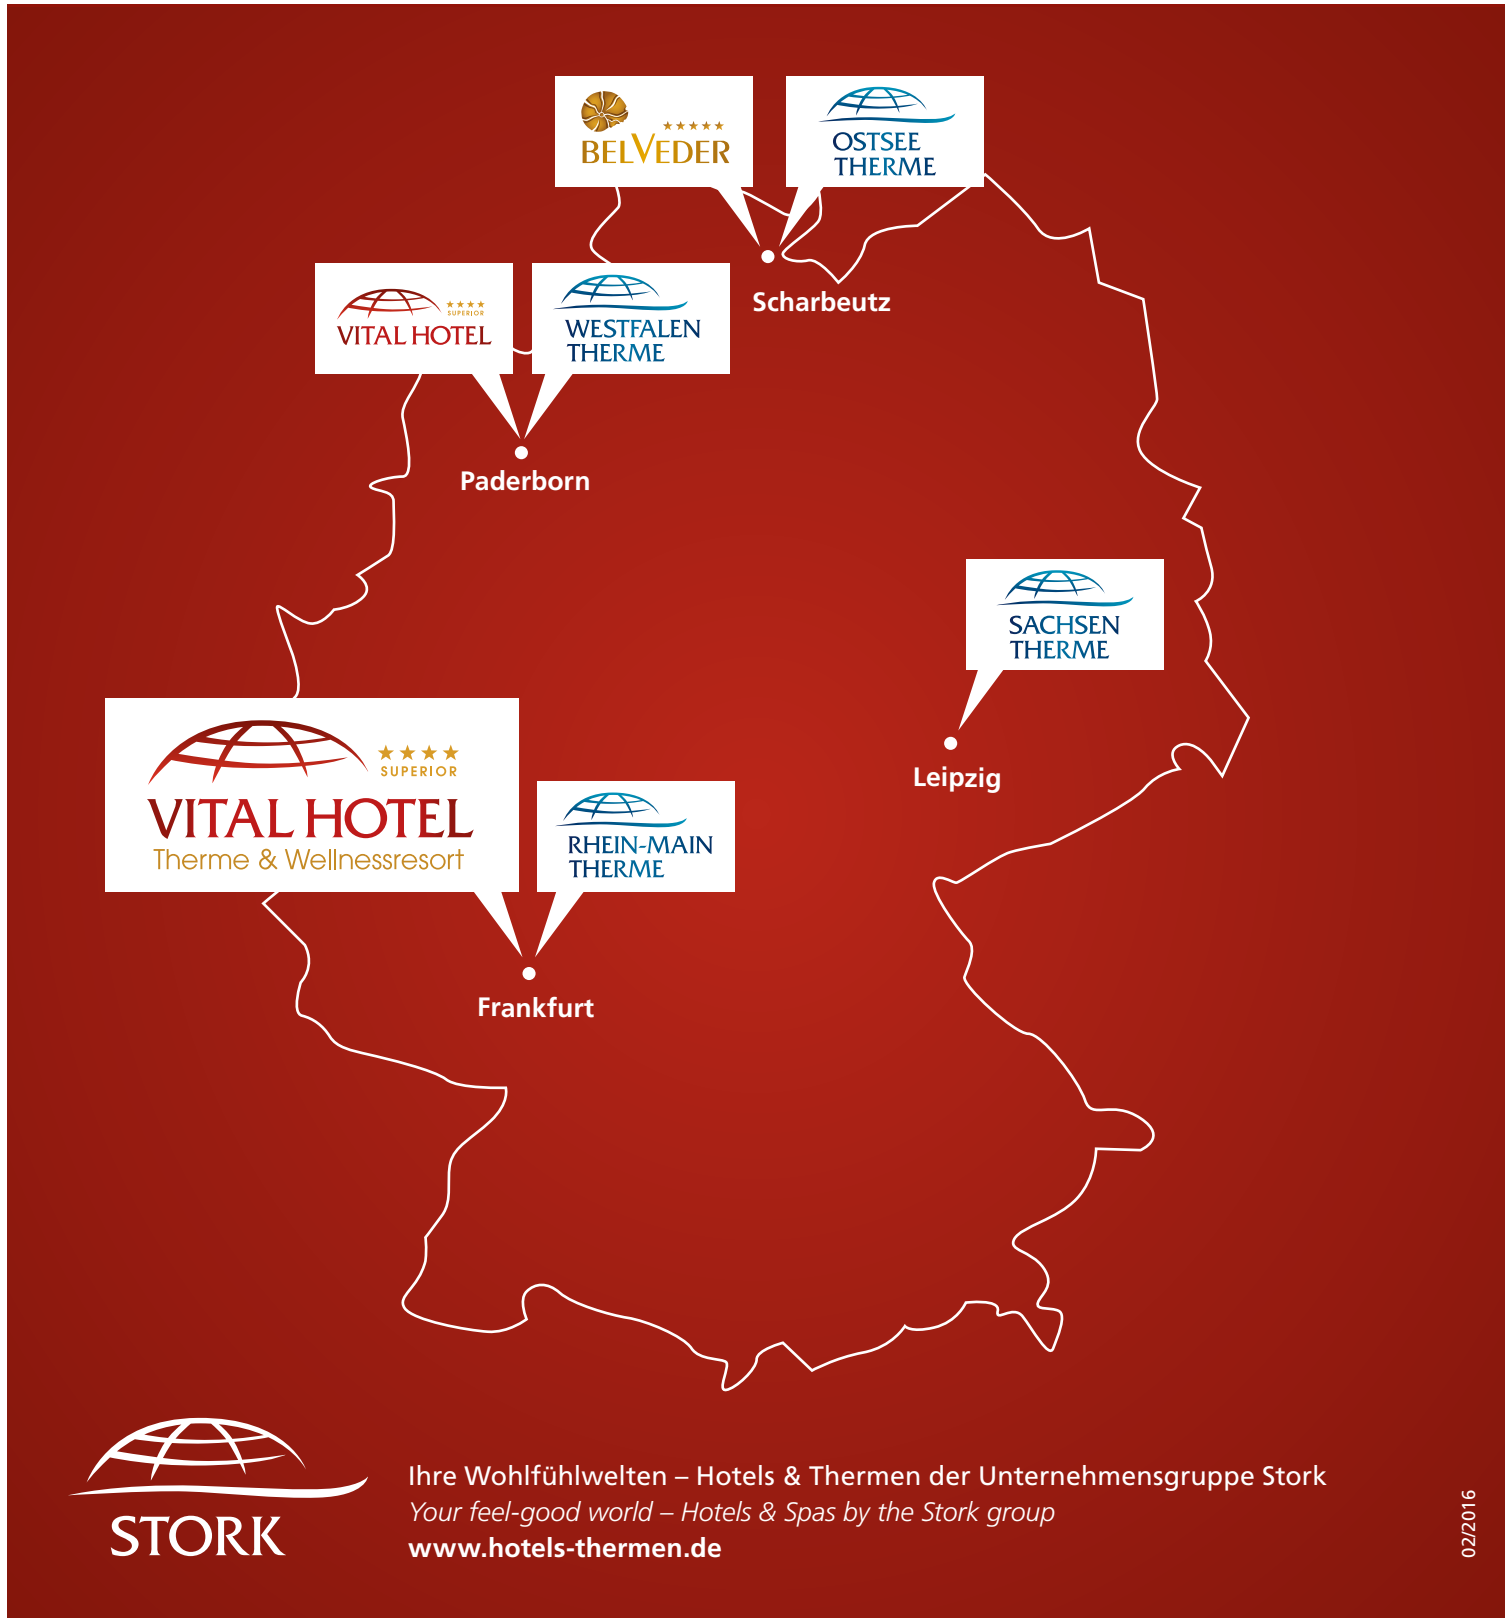 BELVEDER
OSTSEE
THERME
Scharbeutz
SUPERIOR
VITAL HOTEL
WESTFALEN
THERME
Paderborn
SACHSEN
THERME
Leipzig
SUPERIOR
VITAL HOTEL
Therme & Wellnessresort
RHEIN-MAIN
THERME
Frankfurt
STORK
Ihre Wohlfühlwelten – Hotels & Thermen der Unternehmensgruppe Stork
Your feel-good world – Hotels & Spas by the Stork group
www.hotels-thermen.de
02/2016